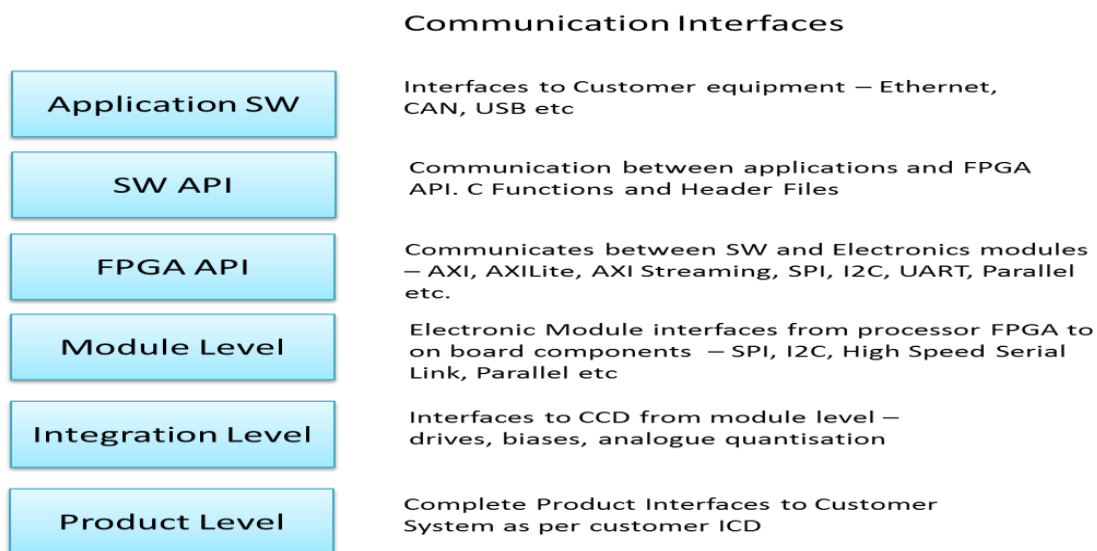 Communication Interfaces
Application SW
Interfaces to Customer equipment – Ethernet,
CAN, USB etc
SW API
Communication between applications and FPGA
API. C Functions and Header Files
FPGA API
Communicates between SW and Electronics modules
– AXI, AXILite, AXI Streaming, SPI, I2C, UART, Parallel
etc.
Module Level
Electronic Module interfaces from processor FPGA to
on board components – SPI, I2C, High Speed Serial
Link, Parallel etc
Integration Level
Interfaces to CCD from module level –
drives, biases, analogue quantisation
Product Level
Complete Product Interfaces to Customer
System as per customer ICD